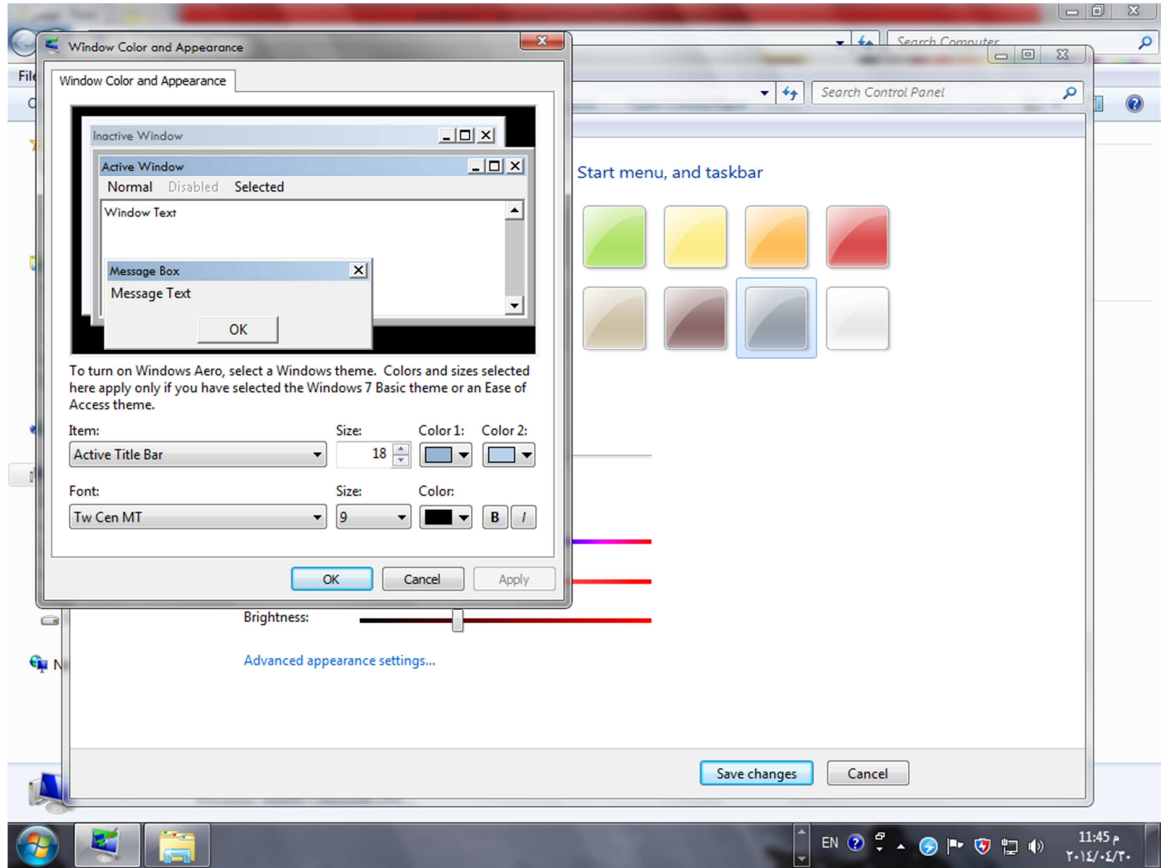 Search Computer
Window Color and Appearance
File
Window Color and Appearance
Search Control Panel
Inactive Window
Active Window
Normal Disabled Selected
Window Text
Message Box
Message Text
OK
Start menu, and taskbar
To turn on Windows Aero, select a Windows theme. Colors and sizes selected
here apply only if you have selected the Windows 7 Basic theme or an Ease of
Access theme.
Item: Size: Color 1: Color 2:
Active Title Bar 18
Font: Size: Color:
Tw Cen MT 9 B I
OK Cancel Apply
Brightness:
Advanced appearance settings...
Save changes Cancel
EN 11:45 م
٢٠١٤/٠٤/٣٠